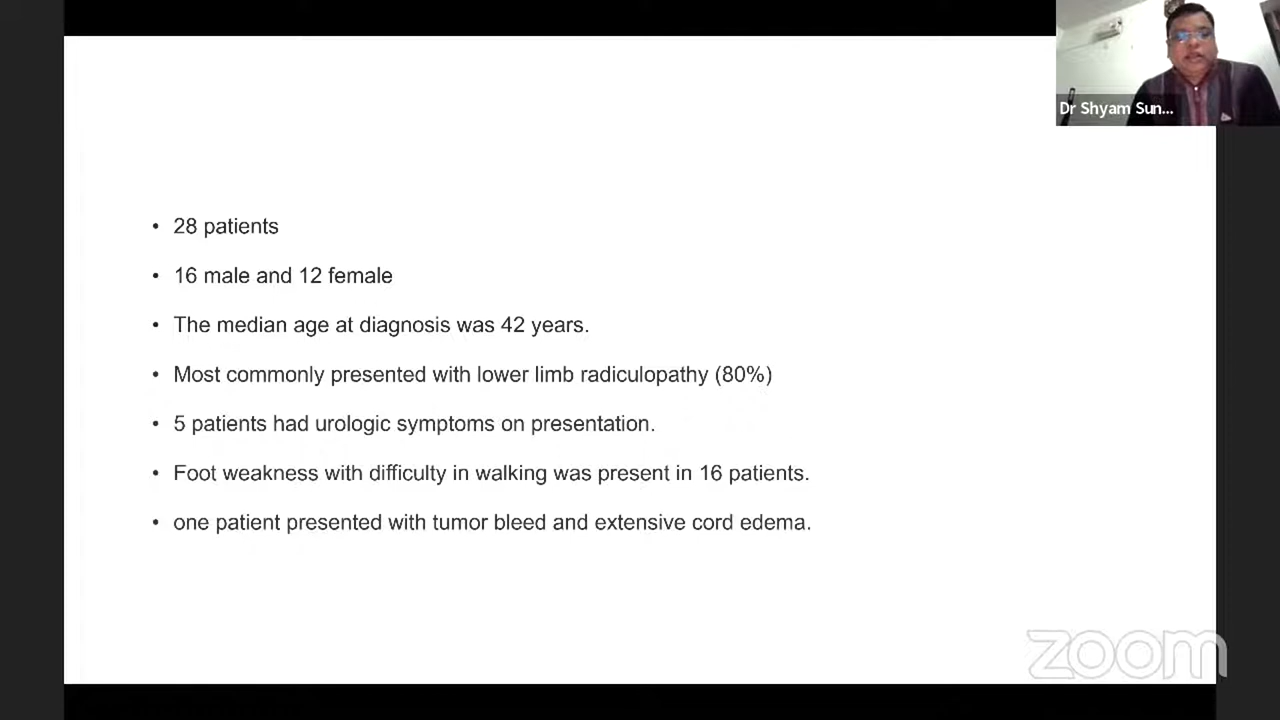 Dr Shyam Sun...
• 28 patients
• 16 male and 12 female
• The median age at diagnosis was 42 years.
• Most commonly presented with lower limb radiculopathy (80%)
• 5 patients had urologic symptoms on presentation.
• Foot weakness with difficulty in walking was present in 16 patients.
• one patient presented with tumor bleed and extensive cord edema.
zoom